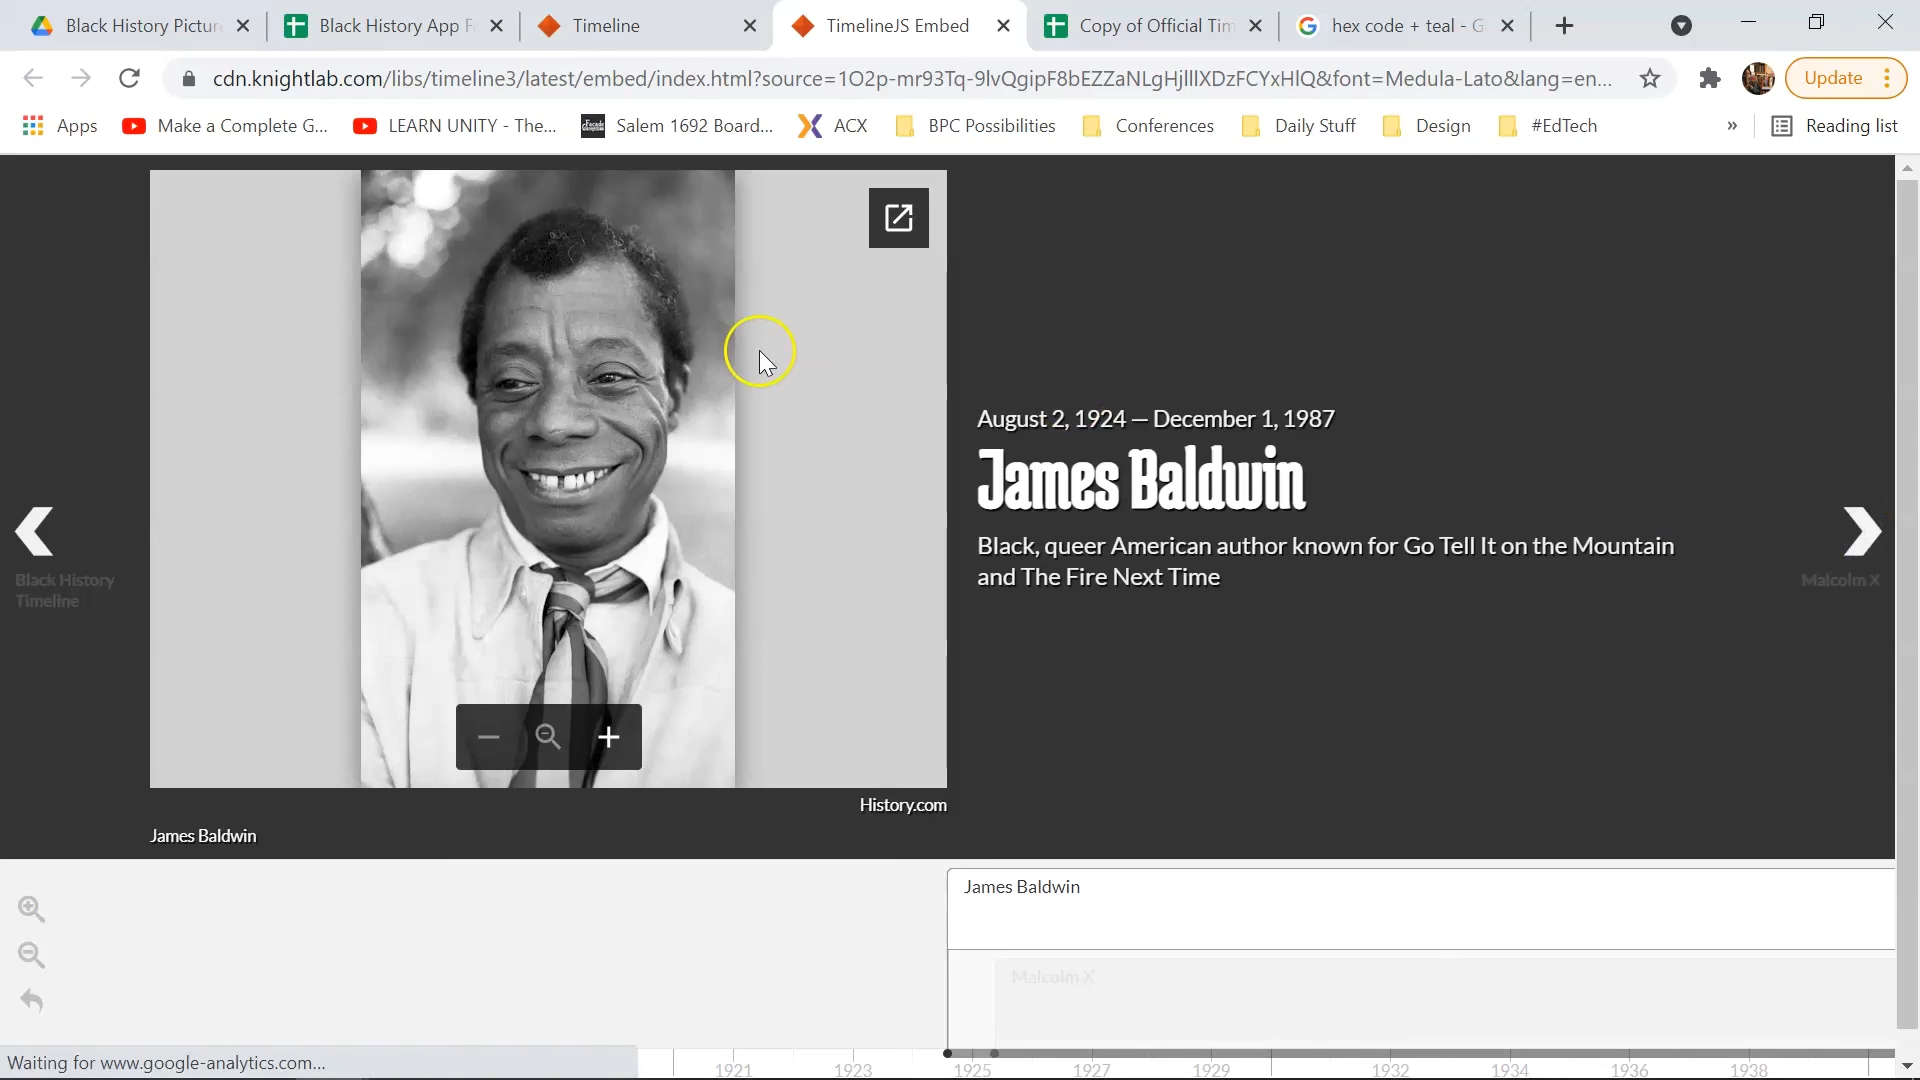 Black History Pictur
Black History App F
Timeline
TimelineJS Embed
Copy of Official Tim
hex code + teal - G
cdn.knightlab.com/libs/timeline3/latest/embed/index.html?source=1O2p-mr93Tq-9lvQgipF8bEZZaNLgHjlllXDzFCYxHlQ&font=Medula-Lato&lang=en...
Update
Apps
Make a Complete G...
LEARN UNITY - The...
Salem 1692 Board...
ACX
BPC Possibilities
Conferences
Daily Stuff
Design
#EdTech
»
Reading list
August 2, 1924 — December 1, 1987
James Baldwin
Black, queer American author known for Go Tell It on the Mountain
and The Fire Next Time
Black History
Timeline
Malcolm X
History.com
James Baldwin
James Baldwin
Malcolm X
Waiting for www.google-analytics.com...
1921 1923 1925 1927 1929 1932 1934 1936 1938